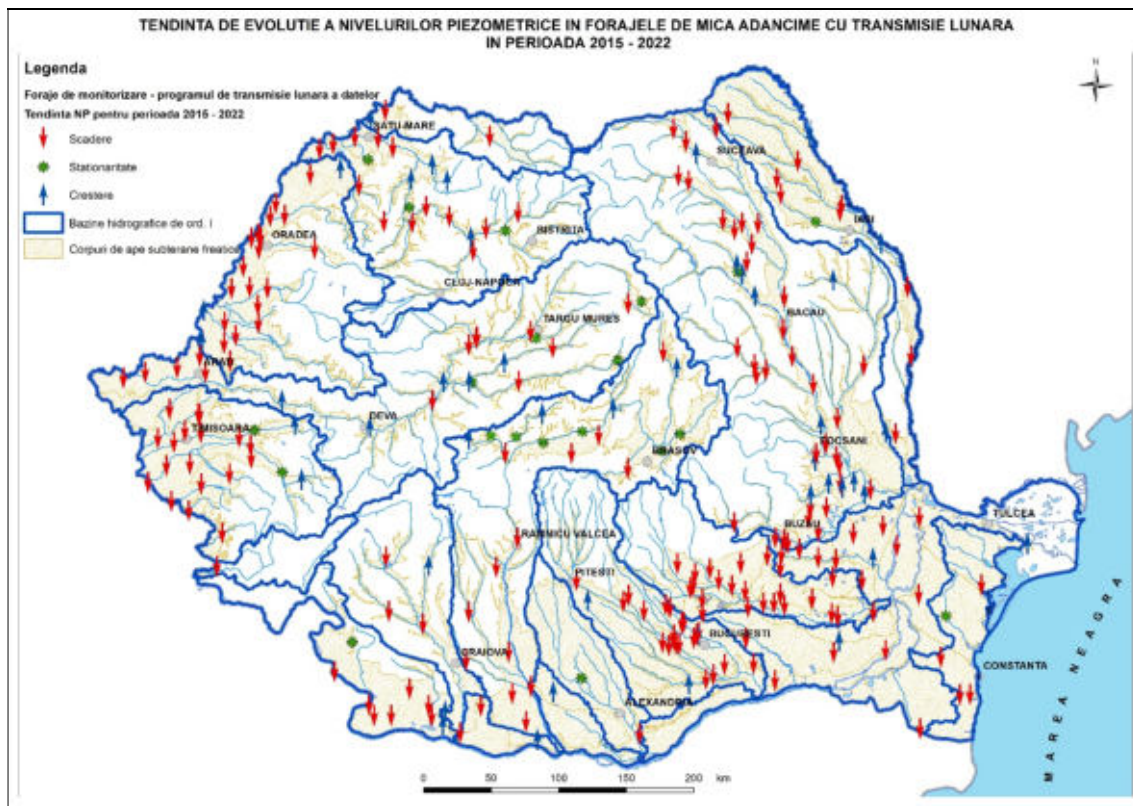 TENDINTA DE EVOLUTIE A NIVELURILOR PIEZOMETRICE IN FORAJELE DE MICA ADANCIME CU TRANSMISIE LUNARA
IN PERIOADA 2015 - 2022
Legenda
Foraje de monitorizare - programul de transmisie lunara a datelor
Tendinta NP pentru perioada 2015 - 2022
Scadere
Stationaritate
Crestere
Bazine hidrografice de ord. I
Corpuri de ape subterane freatice
N
SATU-MARE
SUCEAVA
IASI
ORADEA
BISTRITA
CLUJ-NAPOCA
TARGU MURES
BACAU
ARAD
DEVA
TIMISOARA
FOCSANI
BRASOV
TULCEA
BUZAU
RAMNICU VALCEA
PITESTI
BUCURESTI
CRAIOVA
CONSTANTA
ALEXANDRIA
MAREA NEAGRA
0 50 100 150 200 km